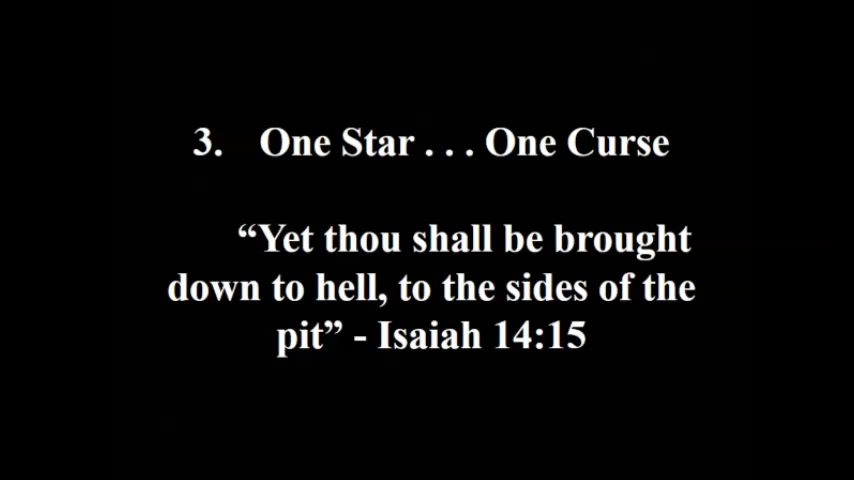 3. One Star . . . One Curse
“Yet thou shall be brought
down to hell, to the sides of the
pit” - Isaiah 14:15